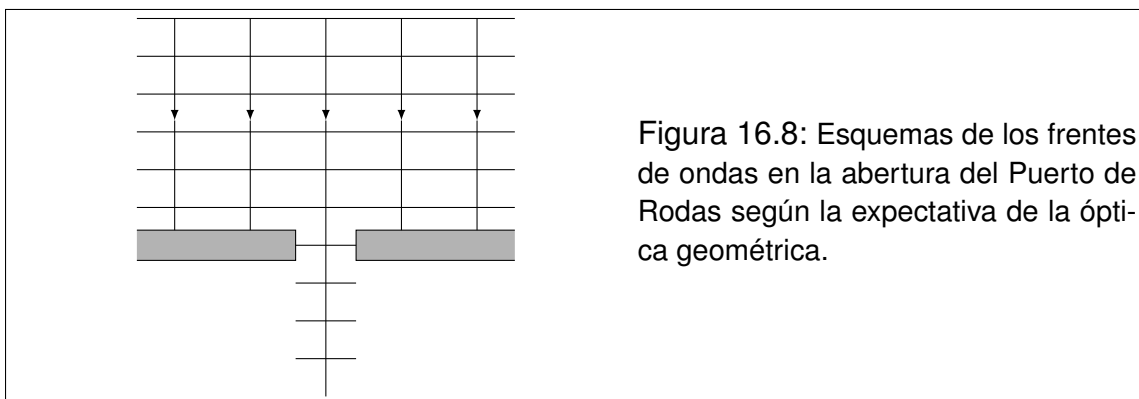 Figura 16.8: Esquemas de los frentes
de ondas en la abertura del Puerto de
Rodas según la expectativa de la ópti-
ca geométrica.